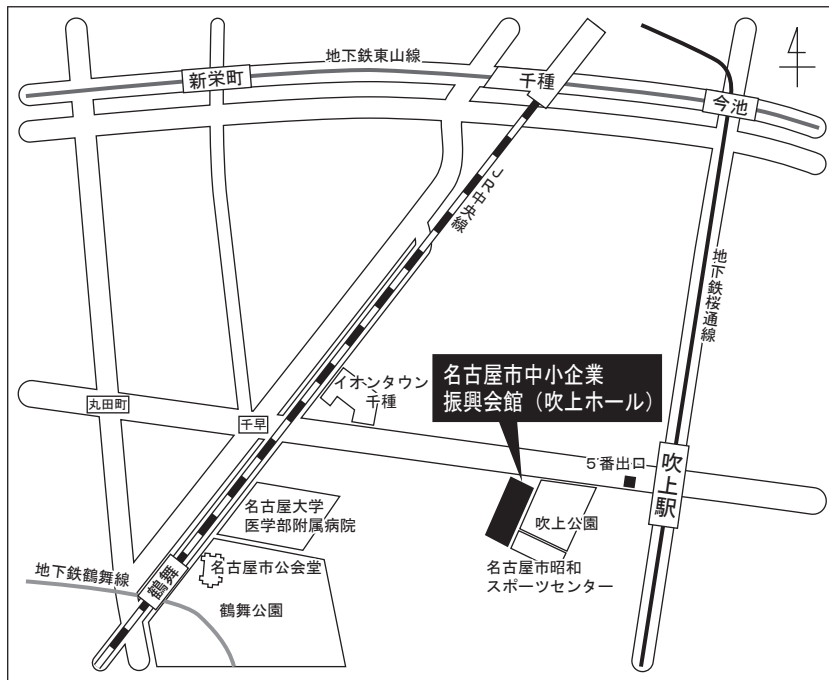 地下鉄東山線
新栄町
千種
今池
JR中央線
地下鉄桜通線
イオンタウン
千種
名古屋市中小企業
振興会館（吹上ホール）
丸田町
千早
5番出口
吹上駅
名古屋大学
医学部附属病院
吹上公園
名古屋市昭和
スポーツセンター
名古屋市公会堂
地下鉄鶴舞線
鶴舞
鶴舞公園